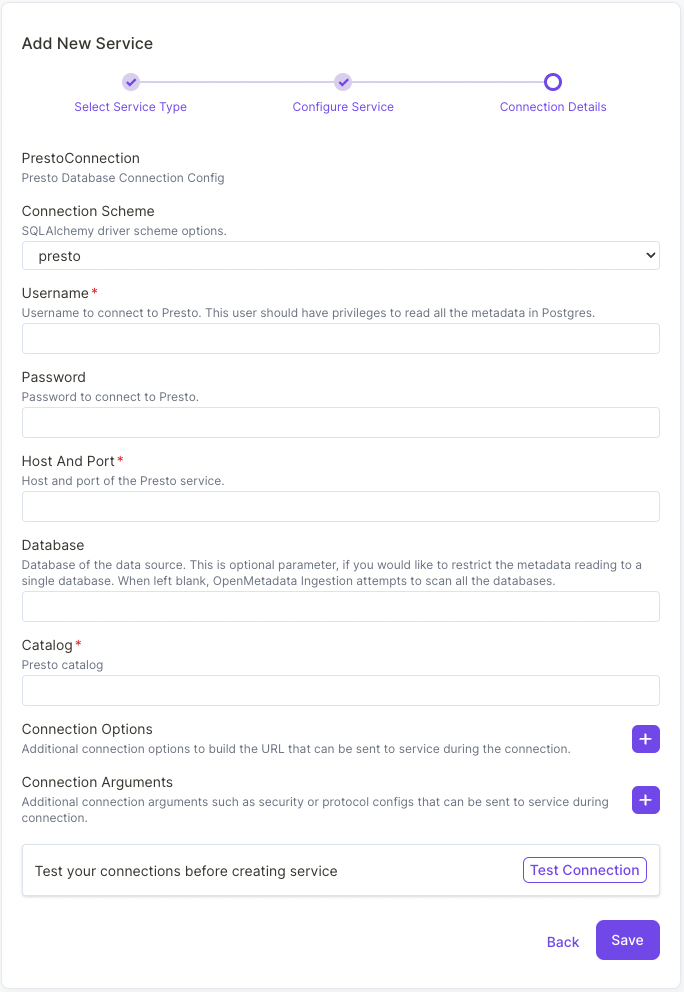 Add New Service
Select Service Type
Configure Service
Connection Details
PrestoConnection
Presto Database Connection Config
Connection Scheme
SQLAlchemy driver scheme options.
presto
Username*
Username to connect to Presto. This user should have privileges to read all the metadata in Postgres.
Password
Password to connect to Presto.
Host And Port*
Host and port of the Presto service.
Database
Database of the data source. This is optional parameter, if you would like to restrict the metadata reading to a
single database. When left blank, OpenMetadata Ingestion attempts to scan all the databases.
Catalog*
Presto catalog
Connection Options
Additional connection options to build the URL that can be sent to service during the connection.
Connection Arguments
Additional connection arguments such as security or protocol configs that can be sent to service during
connection.
Test your connections before creating service
Test Connection
Back
Save